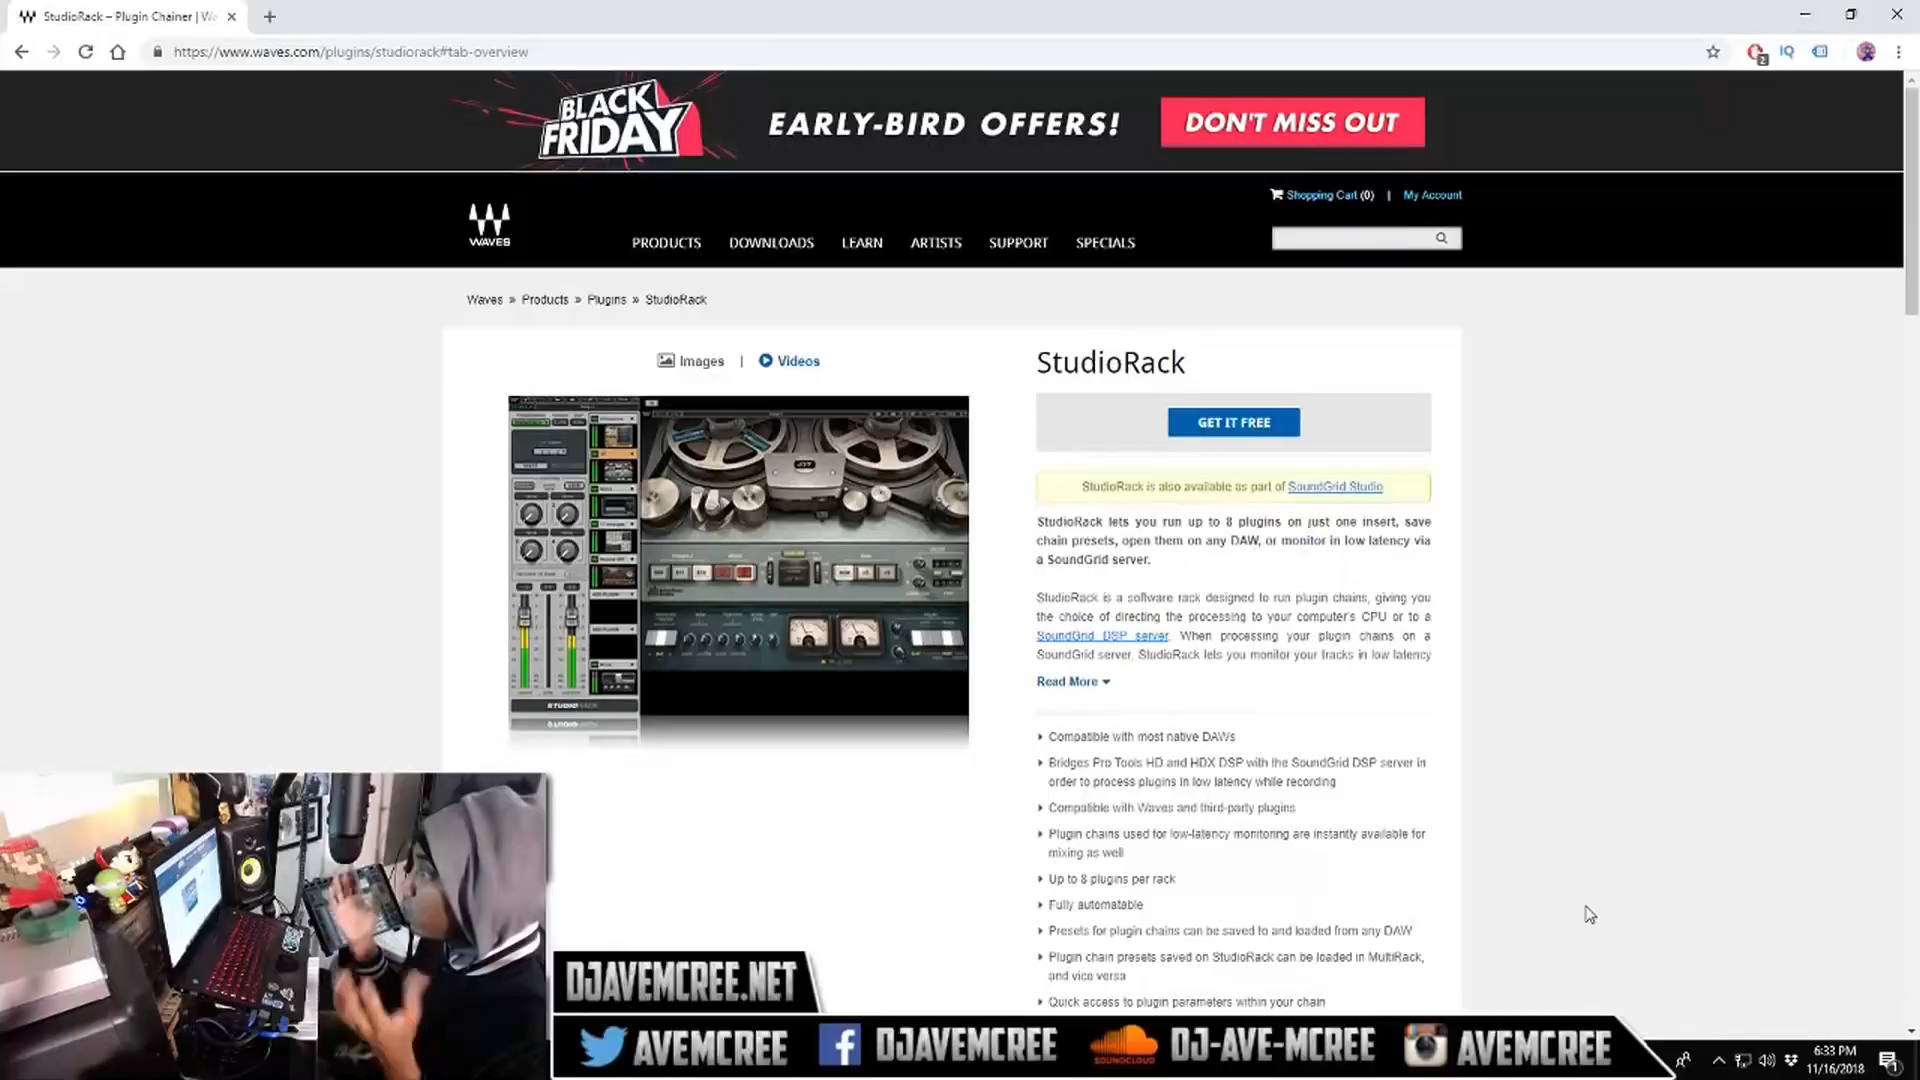 StudioRack – Plugin Chainer | Wa
https://www.waves.com/plugins/studiorack#tab-overview
BLACK
FRIDAY
EARLY-BIRD OFFERS!
DON'T MISS OUT
Shopping Cart (0) | My Account
WAVES
PRODUCTS DOWNLOADS LEARN ARTISTS SUPPORT SPECIALS
Waves » Products » Plugins » StudioRack
Images | Videos
StudioRack
GET IT FREE
StudioRack is also available as part of SoundGrid Studio
StudioRack lets you run up to 8 plugins on just one insert, save
chain presets, open them on any DAW, or monitor in low latency via
a SoundGrid server.
StudioRack is a software rack designed to run plugin chains, giving you
the choice of directing the processing to your computer's CPU or to a
SoundGrid DSP server. When processing your plugin chains on a
SoundGrid server, StudioRack lets you monitor your tracks in low latency
Read More
Compatible with most native DAWs
Bridges Pro Tools HD and HDX DSP with the SoundGrid DSP server in
order to process plugins in low latency while recording
Compatible with Waves and third-party plugins
Plugin chains used for low-latency monitoring are instantly available for
mixing as well
Up to 8 plugins per rack
Fully automatable
Presets for plugin chains can be saved to and loaded from any DAW
Plugin chain presets saved on StudioRack can be loaded in MultiRack,
and vice versa
Quick access to plugin parameters within your chain
STUDIORACK
DJAVEMCREE.NET
AVEMCREE DJAVEMCREE SOUNDCLOUD DJ-AVE-MCREE AVEMCREE
6:33 PM
11/16/2018